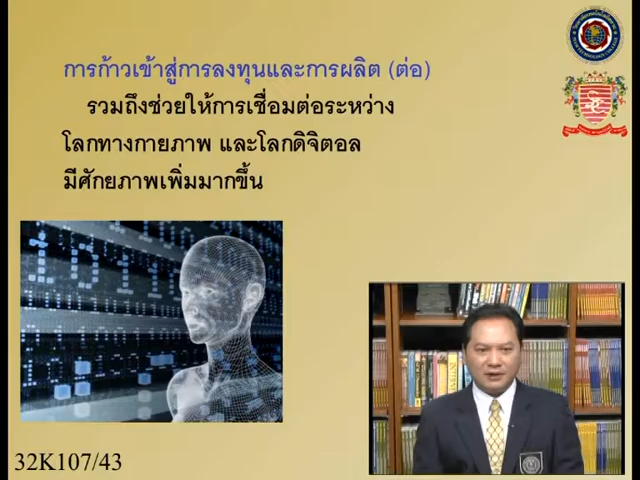 การก้าวเข้าสู่การลงทุนและการผลิต (ต่อ)
รวมถึงช่วยให้การเชื่อมต่อระหว่าง
โลกทางกายภาพ และโลกดิจิตอล
มีศักยภาพเพิ่มมากขึ้น
32K107/43